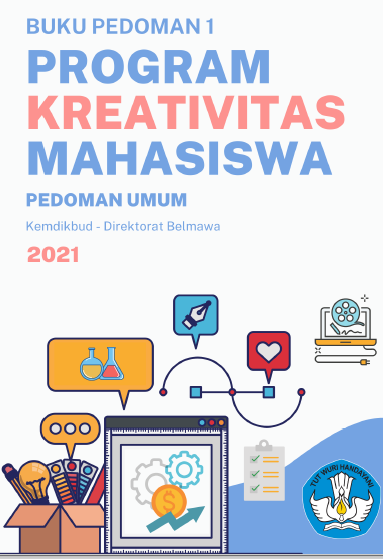 BUKU PEDOMAN 1
PROGRAM
KREATIVITAS
MAHASISWA
PEDOMAN UMUM
Kemdikbud - Direktorat Belmawa
2021
TUT WURI HANDAYANI